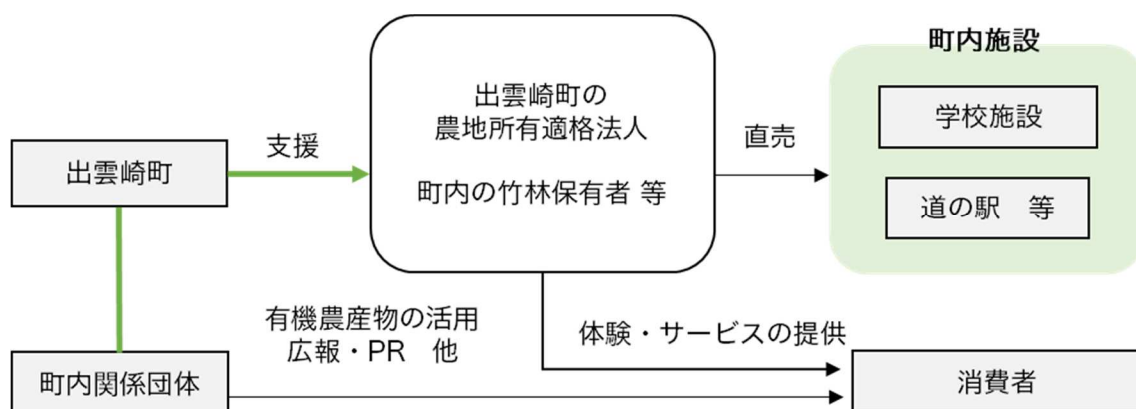 町内施設
出雲崎町の
農地所有適格法人
町内の竹林保有者 等
学校施設
直売
支援
出雲崎町
道の駅　等
有機農産物の活用
広報・PR　他
体験・サービスの提供
町内関係団体
消費者